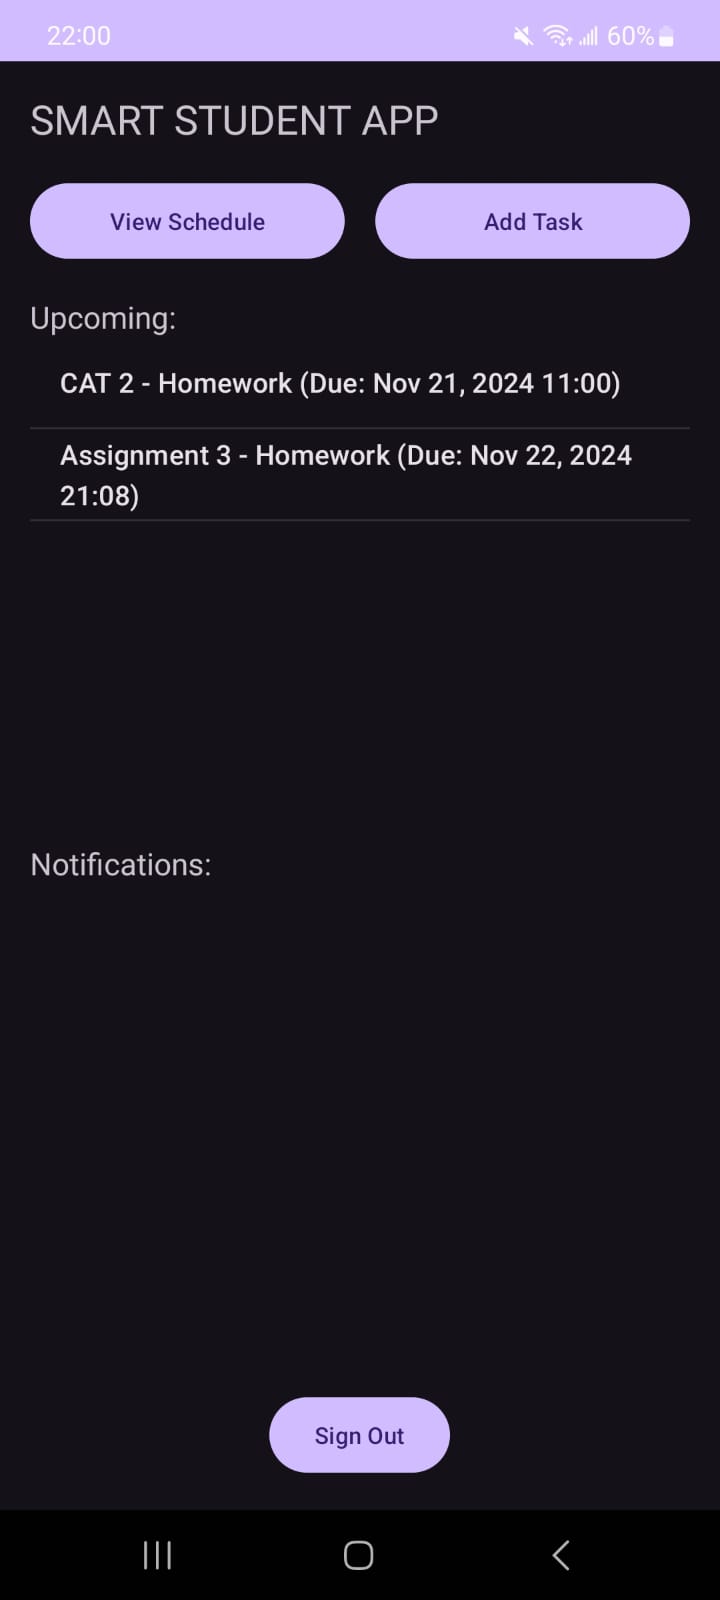 22:00 60%
SMART STUDENT APP
View Schedule Add Task
Upcoming:
CAT 2 - Homework (Due: Nov 21, 2024 11:00)
Assignment 3 - Homework (Due: Nov 22, 2024
21:08)
Notifications:
Sign Out